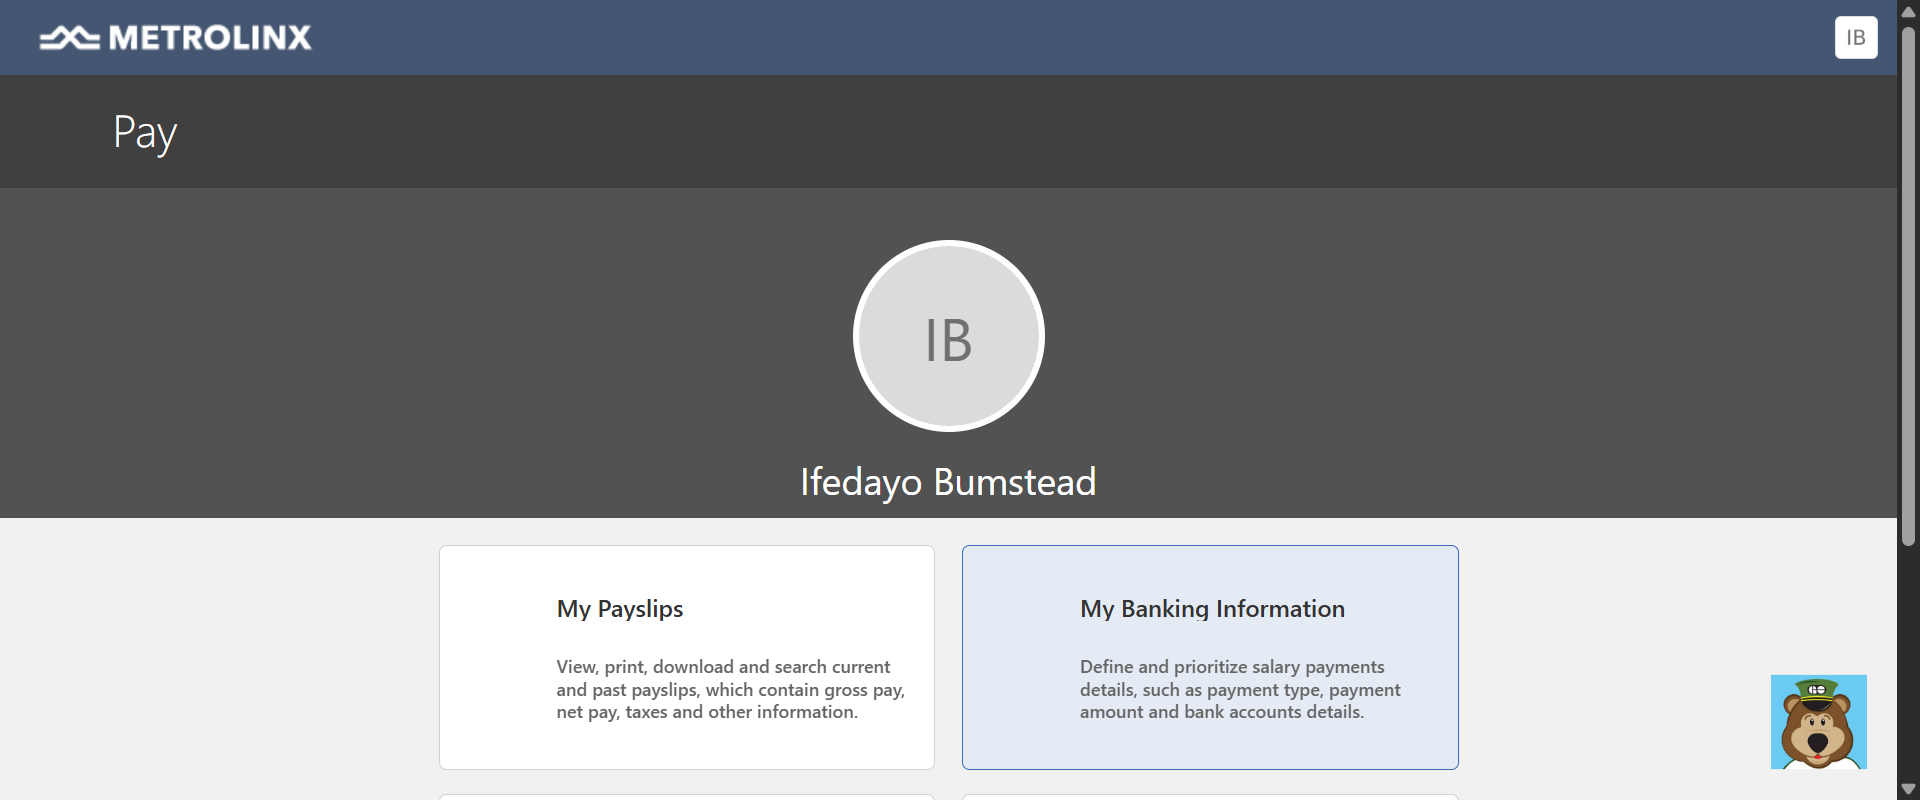 METROLINX
IB
Pay
IB
Ifedayo Bumstead
My Payslips
View, print, download and search current
and past payslips, which contain gross pay,
net pay, taxes and other information.
My Banking Information
Define and prioritize salary payments
details, such as payment type, payment
amount and bank accounts details.
GO